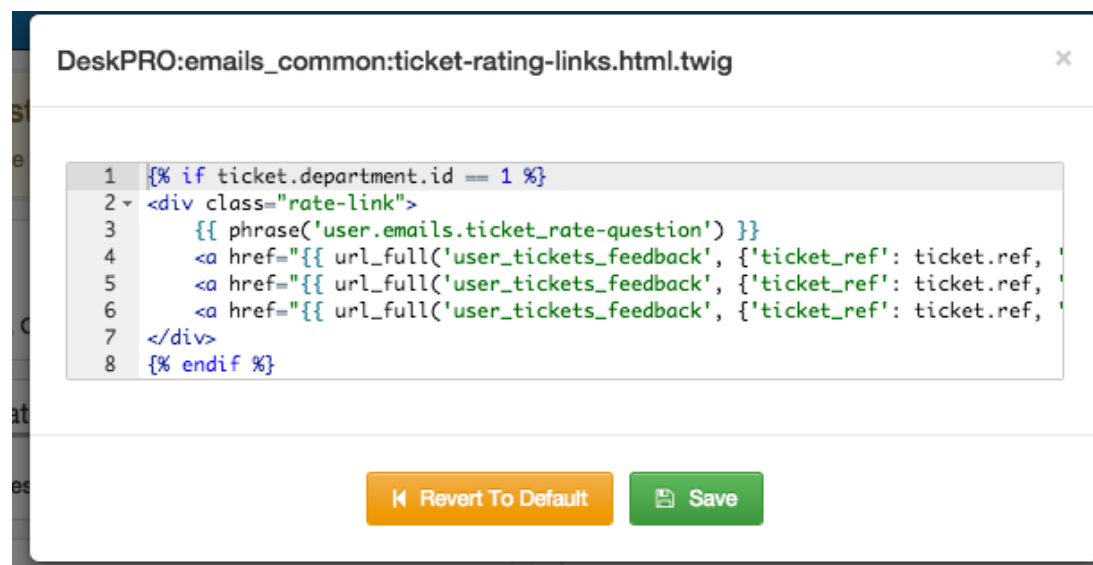 DeskPRO:emails_common:ticket-rating-links.html.twig ×
1 {% if ticket.department.id == 1 %}
2 <div class="rate-link">
3 {{ phrase('user.emails.ticket_rate-question') }}
4 <a href="{{ url_full('user_tickets_feedback', {'ticket_ref': ticket.ref, '
5 <a href="{{ url_full('user_tickets_feedback', {'ticket_ref': ticket.ref, '
6 <a href="{{ url_full('user_tickets_feedback', {'ticket_ref': ticket.ref, '
7 </div>
8 {% endif %}
Revert To Default Save